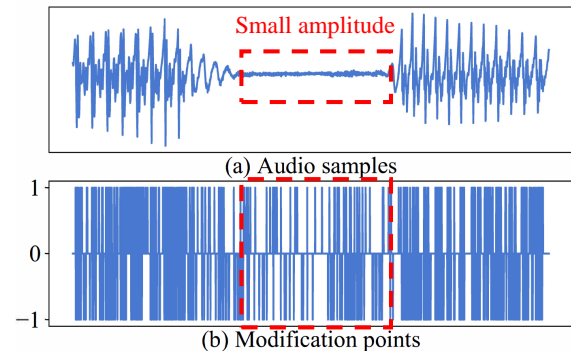 Small amplitude
(a) Audio samples
1
0
−1
(b) Modification points